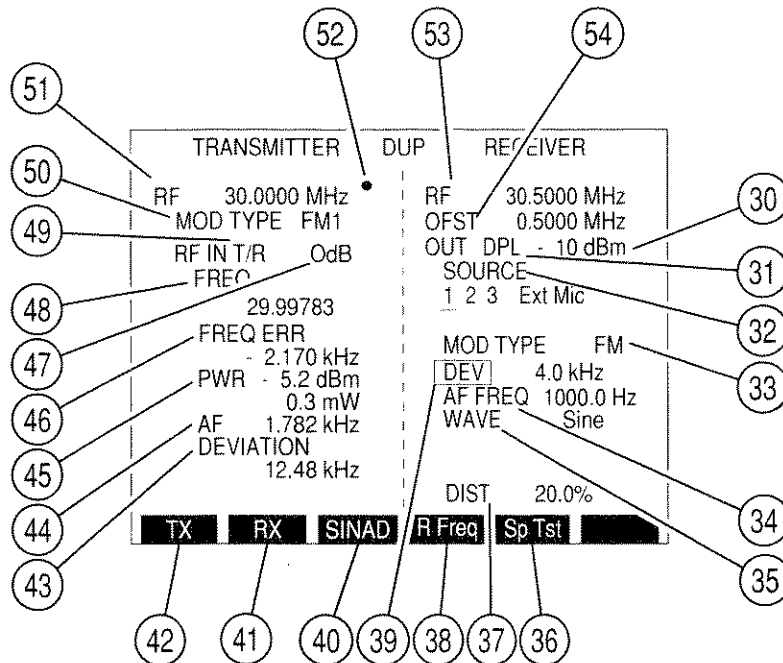 52
53
54
51
50
49
48
47
46
45
44
43
TRANSMITTER DUP RECEIVER
RF 30.0000 MHz
MOD TYPE FM1
RF IN T/R 0dB
FREQ
29.99783
FREQ ERR
- 2.170 kHz
PWR - 5.2 dBm
0.3 mW
AF 1.782 kHz
DEVIATION
12.48 kHz
RF 30.5000 MHz
OFST 0.5000 MHz
OUT DPL - 10 dBm
SOURCE
1 2 3 Ext Mic
MOD TYPE FM
DEV 4.0 kHz
AF FREQ 1000.0 Hz
WAVE Sine
DIST 20.0%
TX RX SINAD R Freq Sp Tst
30
31
32
33
34
35
42
41
40
39
38
37
36